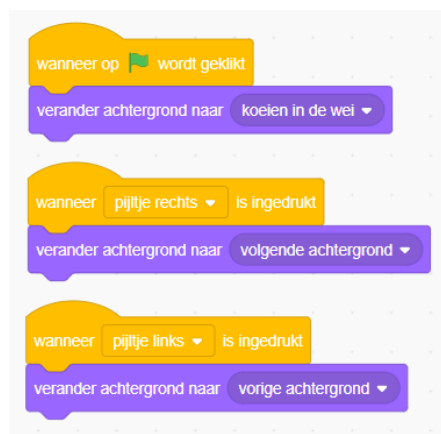 wanneer op wordt geklikt
verander achtergrond naar koeien in de wei
wanneer pijltje rechts is ingedrukt
verander achtergrond naar volgende achtergrond
wanneer pijltje links is ingedrukt
verander achtergrond naar vorige achtergrond